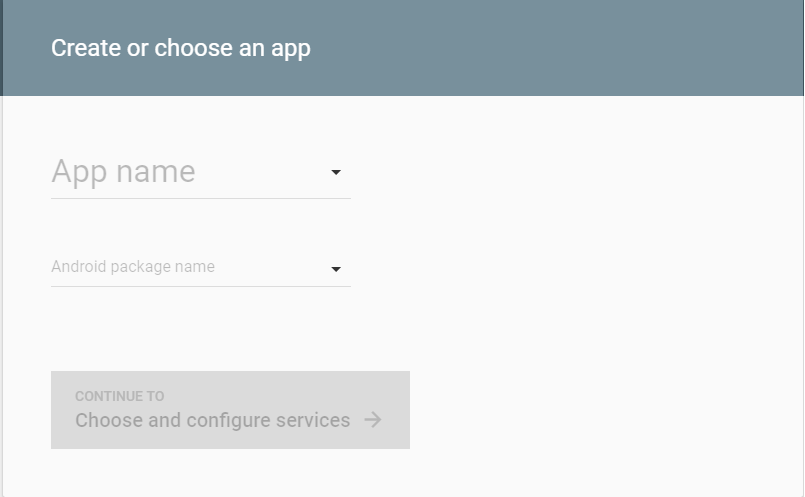 Create or choose an app
App name
Android package name
CONTINUE TO
Choose and configure services